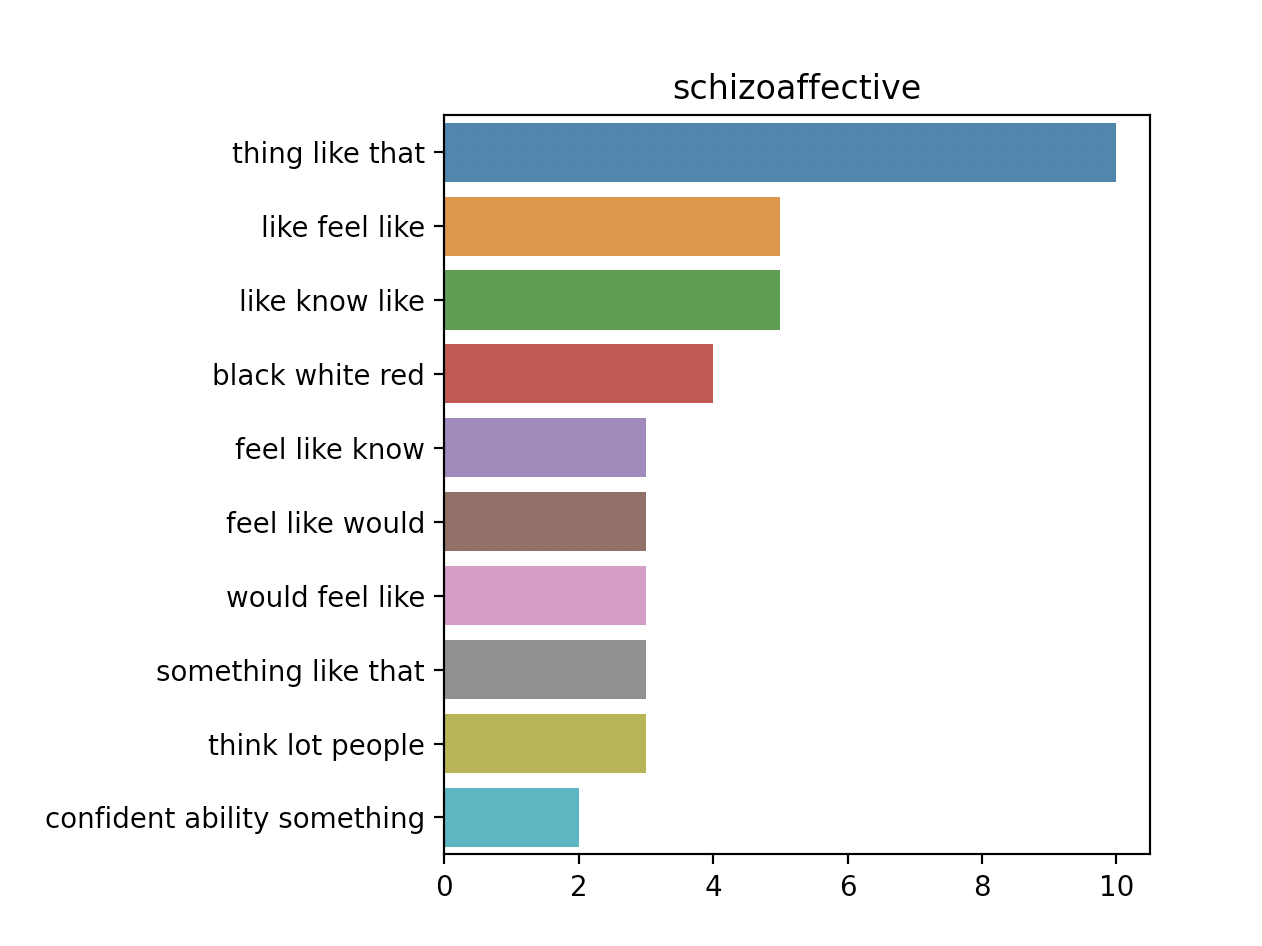 schizoaffective
thing like that
like feel like
like know like
black white red
feel like know
feel like would
would feel like
something like that
think lot people
confident ability something
0 2 4 6 8 10